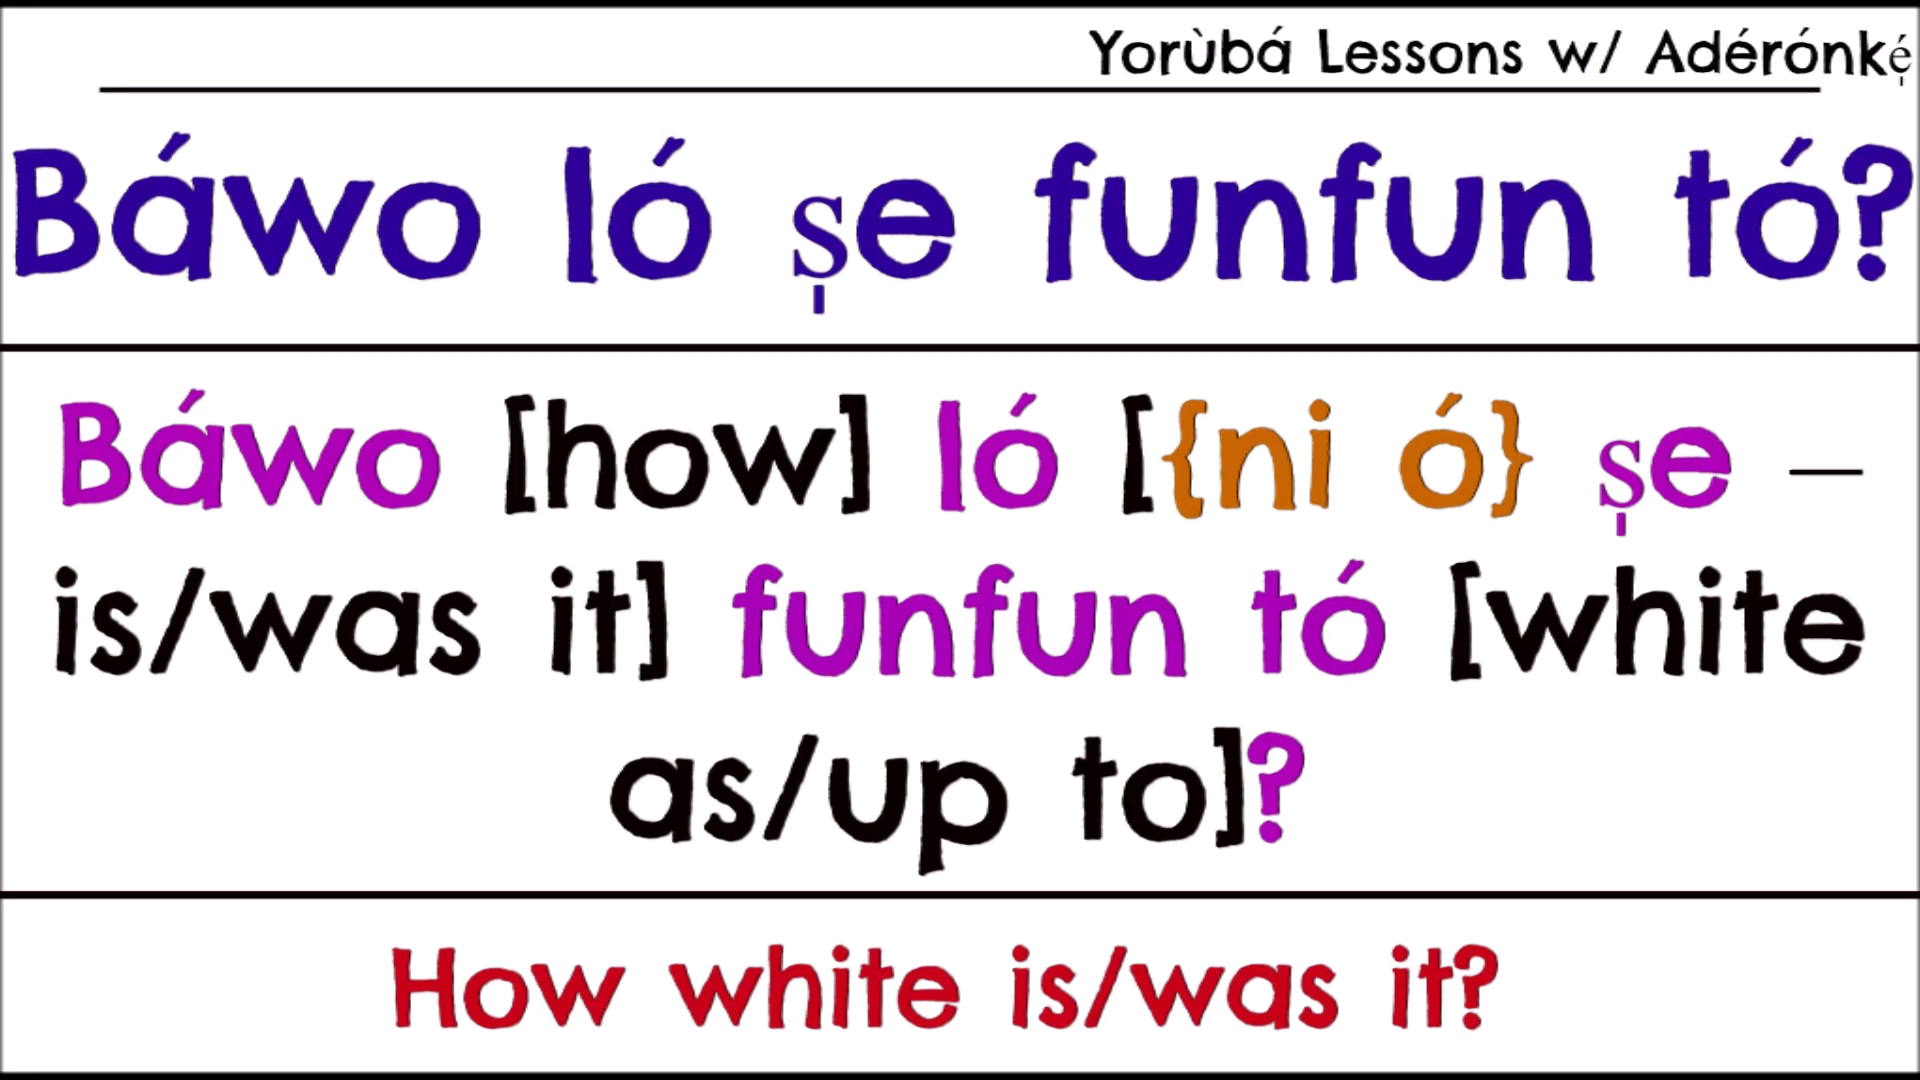 Yorùbá Lessons w/ Adérónkẹ́
Báwo ló ṣe funfun tó?
Báwo [how] ló [{ni ó} ṣe –
is/was it] funfun tó [white
as/up to]?
How white is/was it?